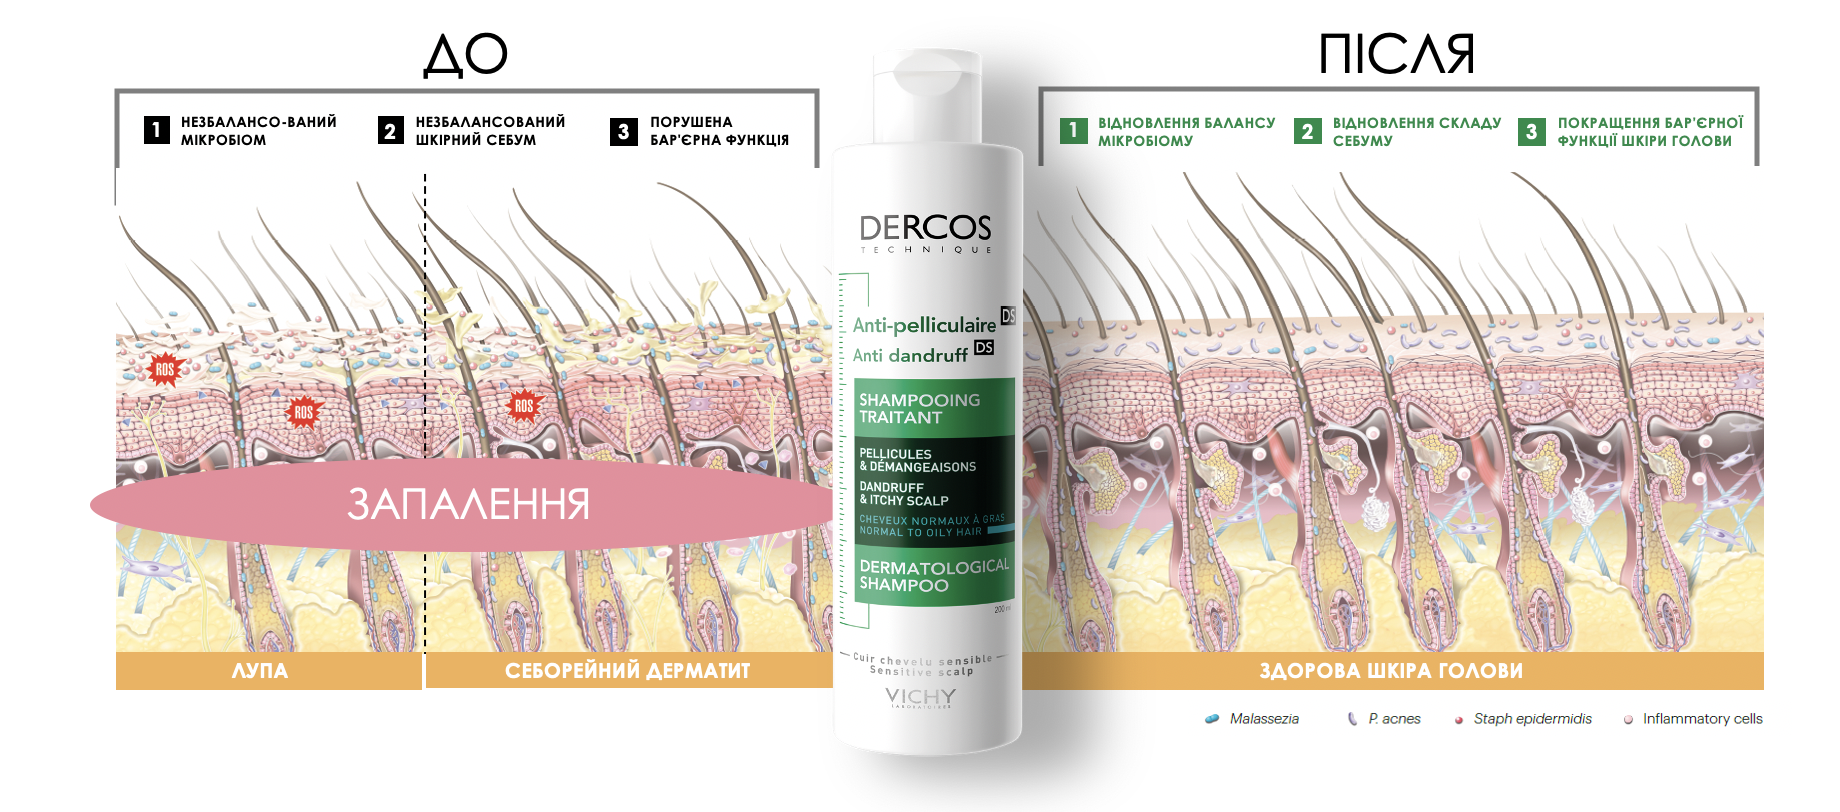 ДО
1 НЕЗБАЛАНСО-ВАНИЙ
МІКРОБІОМ
2 НЕЗБАЛАНСОВАНИЙ
ШКІРНИЙ СЕБУМ
3 ПОРУШЕНА
БАР'ЄРНА ФУНКЦІЯ
ROS
ROS
ROS
ЗАПАЛЕННЯ
ЛУПА
СЕБОРЕЙНИЙ ДЕРМАТИТ
DERCOS
TECHNIQUE
Anti-pelliculaire DS
Anti dandruff DS
SHAMPOOING
TRAITANT
PELLICULES
& DÉMANGEAISONS
DANDRUFF
& ITCHY SCALP
CHEVEUX NORMAUX À GRAS
NORMAL TO OILY HAIR
DERMATOLOGICAL
SHAMPOO
200 ml
Cuir chevelu sensible
Sensitive scalp
VICHY
LABORATOIRES
ПІСЛЯ
1 ВІДНОВЛЕННЯ БАЛАНСУ
МІКРОБІОМУ
2 ВІДНОВЛЕННЯ СКЛАДУ
СЕБУМУ
3 ПОКРАЩЕННЯ БАР'ЄРНОЇ
ФУНКЦІЇ ШКІРИ ГОЛОВИ
ЗДОРОВА ШКІРА ГОЛОВИ
Malassezia
P. acnes
Staph epidermidis
Inflammatory cells